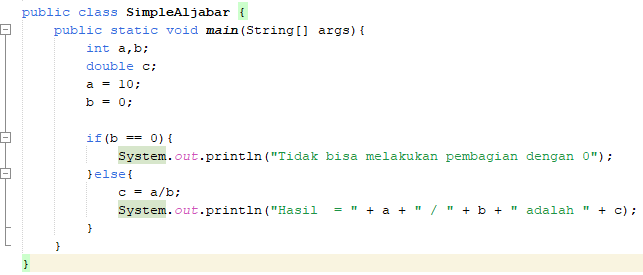 public class SimpleAljabar {
    public static void main(String[] args){
        int a,b;
        double c;
        a = 10;
        b = 0;

        if(b == 0){
            System.out.println("Tidak bisa melakukan pembagian dengan 0");
        }else{
            c = a/b;
            System.out.println("Hasil  = " + a + " / " + b + " adalah " + c);
        }
    }
}